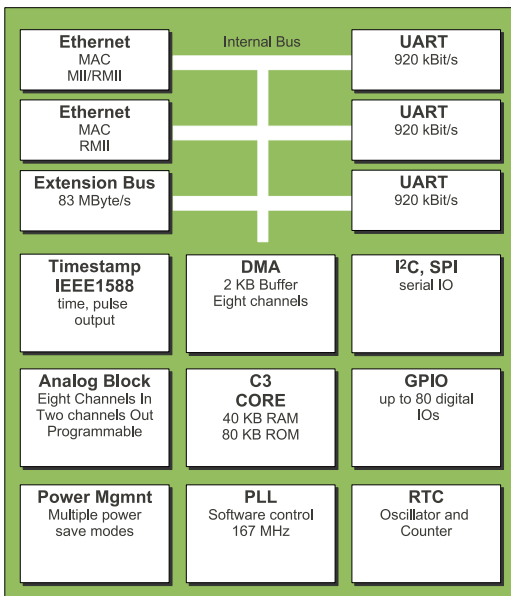 Ethernet
MAC
MII/RMII
Internal Bus
UART
920 kBit/s
Ethernet
MAC
RMII
UART
920 kBit/s
Extension Bus
83 MByte/s
UART
920 kBit/s
Timestamp
IEEE1588
time, pulse
output
DMA
2 KB Buffer
Eight channels
I²C, SPI
serial IO
Analog Block
Eight Channels In
Two channels Out
Programmable
C3
CORE
40 KB RAM
80 KB ROM
GPIO
up to 80 digital
IOs
Power Mgmnt
Multiple power
save modes
PLL
Software control
167 MHz
RTC
Oscillator and
Counter